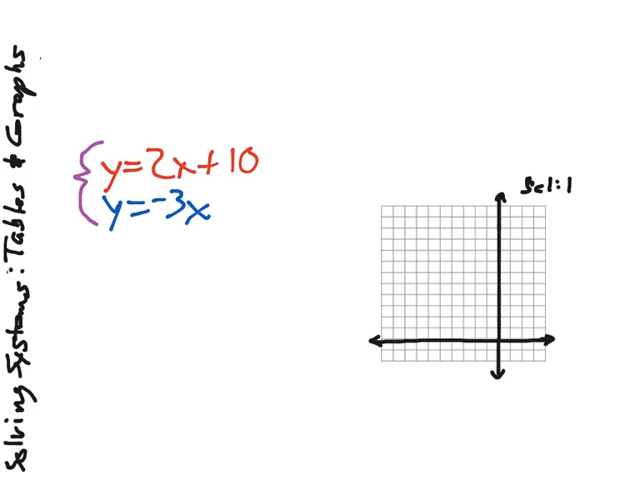 Solving Systems: Tables & Graphs
y=2x+10
y=-3x
Scl:1